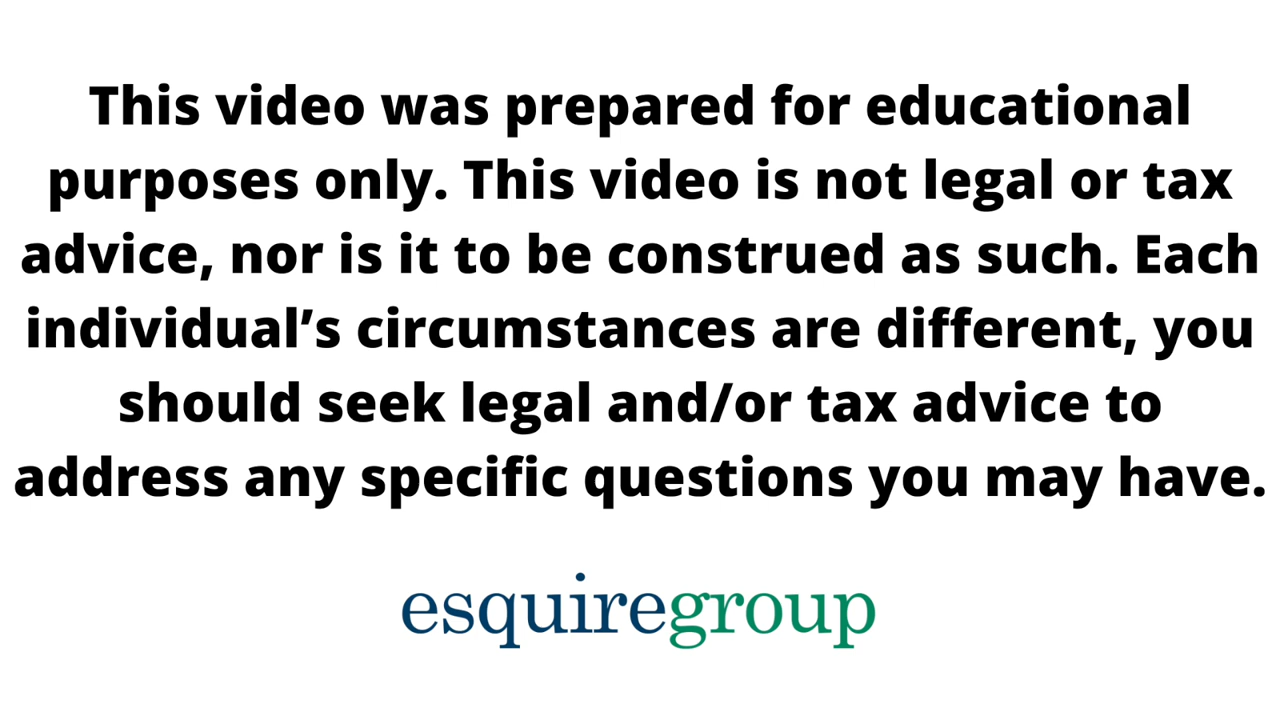 This video was prepared for educational
purposes only. This video is not legal or tax
advice, nor is it to be construed as such. Each
individual’s circumstances are different, you
should seek legal and/or tax advice to
address any specific questions you may have.
esquiregroup